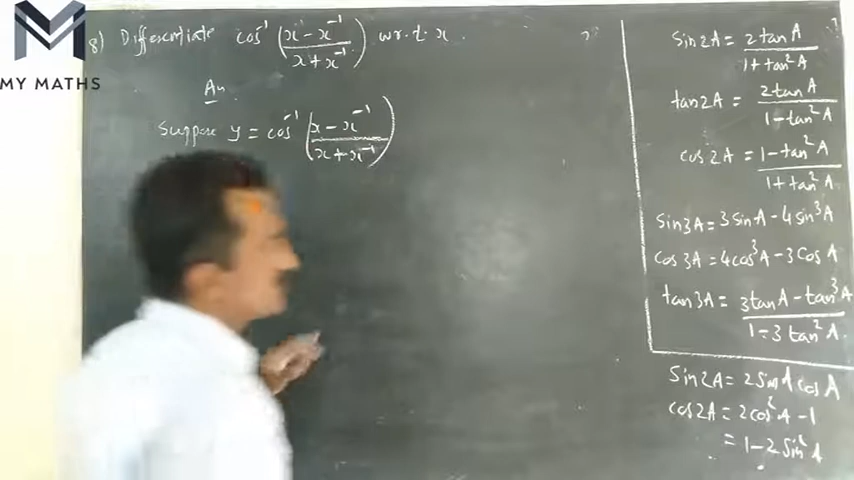 MY MATHS
8) Differentiate cos⁻¹ (x - x⁻¹ / x + x⁻¹) w.r.t. x.
An.
Suppose y = cos⁻¹ (x - x⁻¹ / x + x⁻¹)
Sin2A = 2tanA / 1+tan²A
tan2A = 2tanA / 1-tan²A
cos2A = 1-tan²A / 1+tan²A
Sin3A = 3SinA - 4Sin³A
Cos3A = 4cos³A - 3CosA
tan3A = 3tanA - tan³A / 1-3tan²A
Sin2A = 2SinA CosA
Cos2A = 2cos²A - 1
= 1-2Sin²A